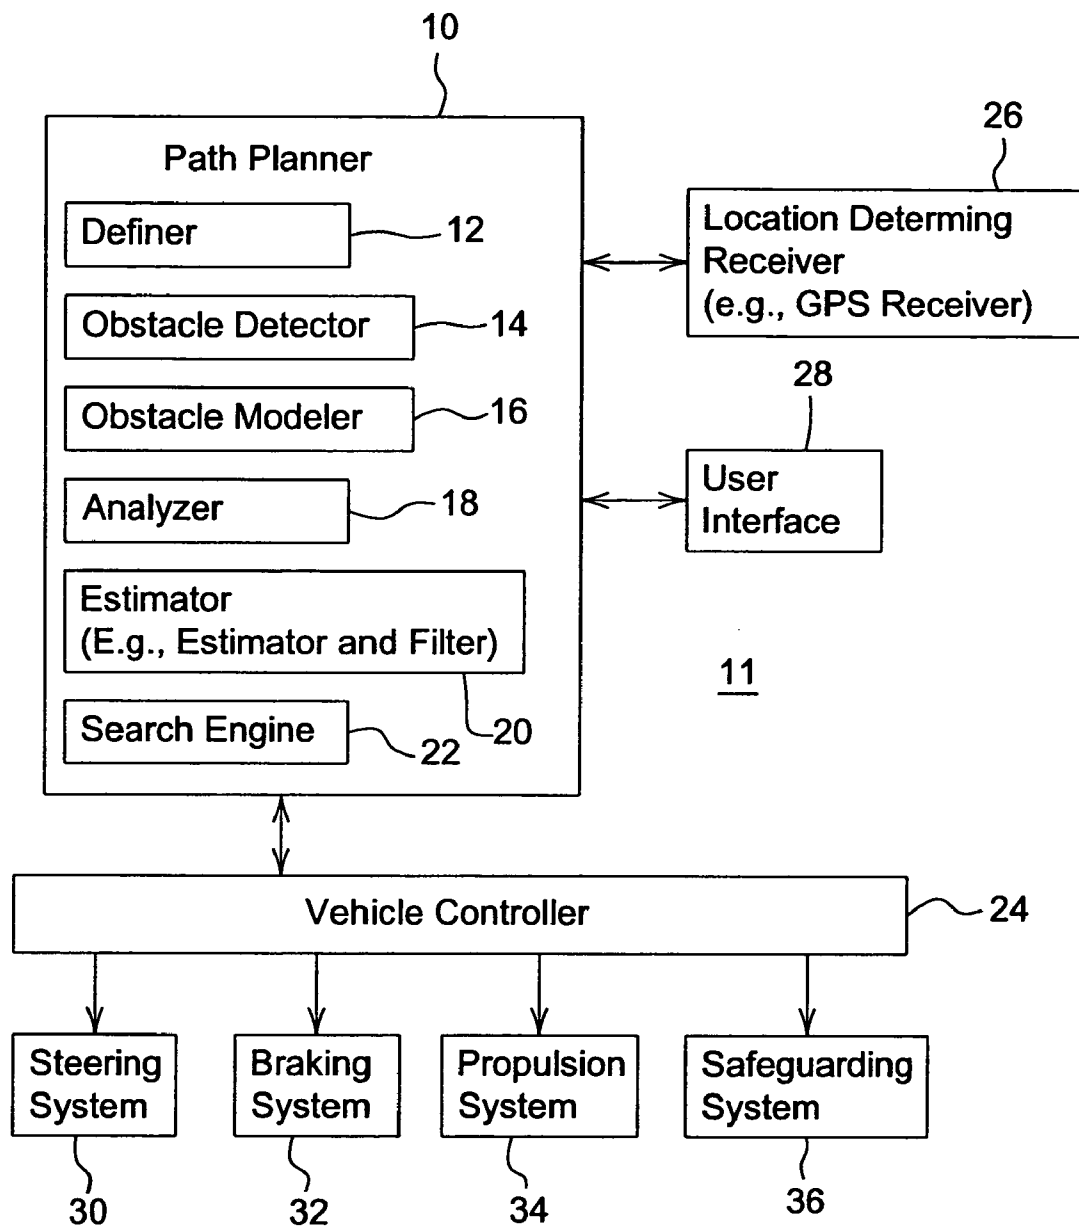 10
Path Planner
Definer
12
Obstacle Detector
14
Obstacle Modeler
16
Analyzer
18
Estimator
(E.g., Estimator and Filter)
20
Search Engine
22
26
Location Determing
Receiver
(e.g., GPS Receiver)
28
User
Interface
11
Vehicle Controller
24
Steering
System
30
Braking
System
32
Propulsion
System
34
Safeguarding
System
36